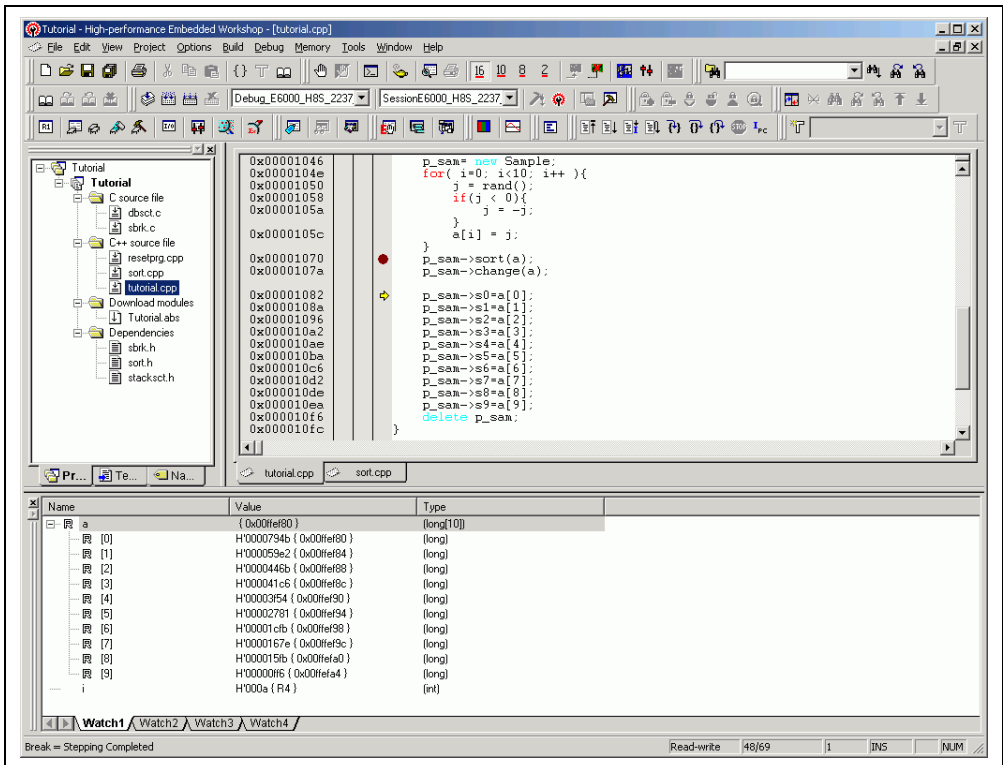 Tutorial - High-performance Embedded Workshop - [tutorial.cpp]
File Edit View Project Options Build Debug Memory Tools Window Help
16 10 8 2
Debug_E6000_H8S_2237_ SessionE6000_H8S_2237_
Tutorial
Tutorial
C source file
dbsct.c
sbrk.c
C++ source file
resetprg.cpp
sort.cpp
tutorial.cpp
Download modules
Tutorial.abs
Dependencies
sbrk.h
sort.h
stacksct.h
Pr... Te... Na...
0x00001046 p_sam= new Sample;
0x0000104e for( i=0; i<10; i++ ){
0x00001050 j = rand();
0x00001058 if(j < 0){
0x0000105a j = -j;
}
0x0000105c a[i] = j;
}
0x00001070 p_sam->sort(a);
0x0000107a p_sam->change(a);
0x00001082 p_sam->s0=a[0];
0x0000108a p_sam->s1=a[1];
0x00001096 p_sam->s2=a[2];
0x000010a2 p_sam->s3=a[3];
0x000010ae p_sam->s4=a[4];
0x000010ba p_sam->s5=a[5];
0x000010c6 p_sam->s6=a[6];
0x000010d2 p_sam->s7=a[7];
0x000010de p_sam->s8=a[8];
0x000010ea p_sam->s9=a[9];
0x000010f6 delete p_sam;
0x000010fc }
tutorial.cpp sort.cpp
Name Value Type
R a { 0x00ffef80 } (long[10])
R [0] H'0000794b { 0x00ffef80 } (long)
R [1] H'000059e2 { 0x00ffef84 } (long)
R [2] H'0000446b { 0x00ffef88 } (long)
R [3] H'000041c6 { 0x00ffef8c } (long)
R [4] H'00003f54 { 0x00ffef90 } (long)
R [5] H'00002781 { 0x00ffef94 } (long)
R [6] H'00001cfb { 0x00ffef98 } (long)
R [7] H'0000167e { 0x00ffef9c } (long)
R [8] H'000015fb { 0x00ffefa0 } (long)
R [9] H'00000ff6 { 0x00ffefa4 } (long)
i H'000a { R4 } (int)
Watch1 Watch2 Watch3 Watch4
Break = Stepping Completed Read-write 48/69 1 INS NUM